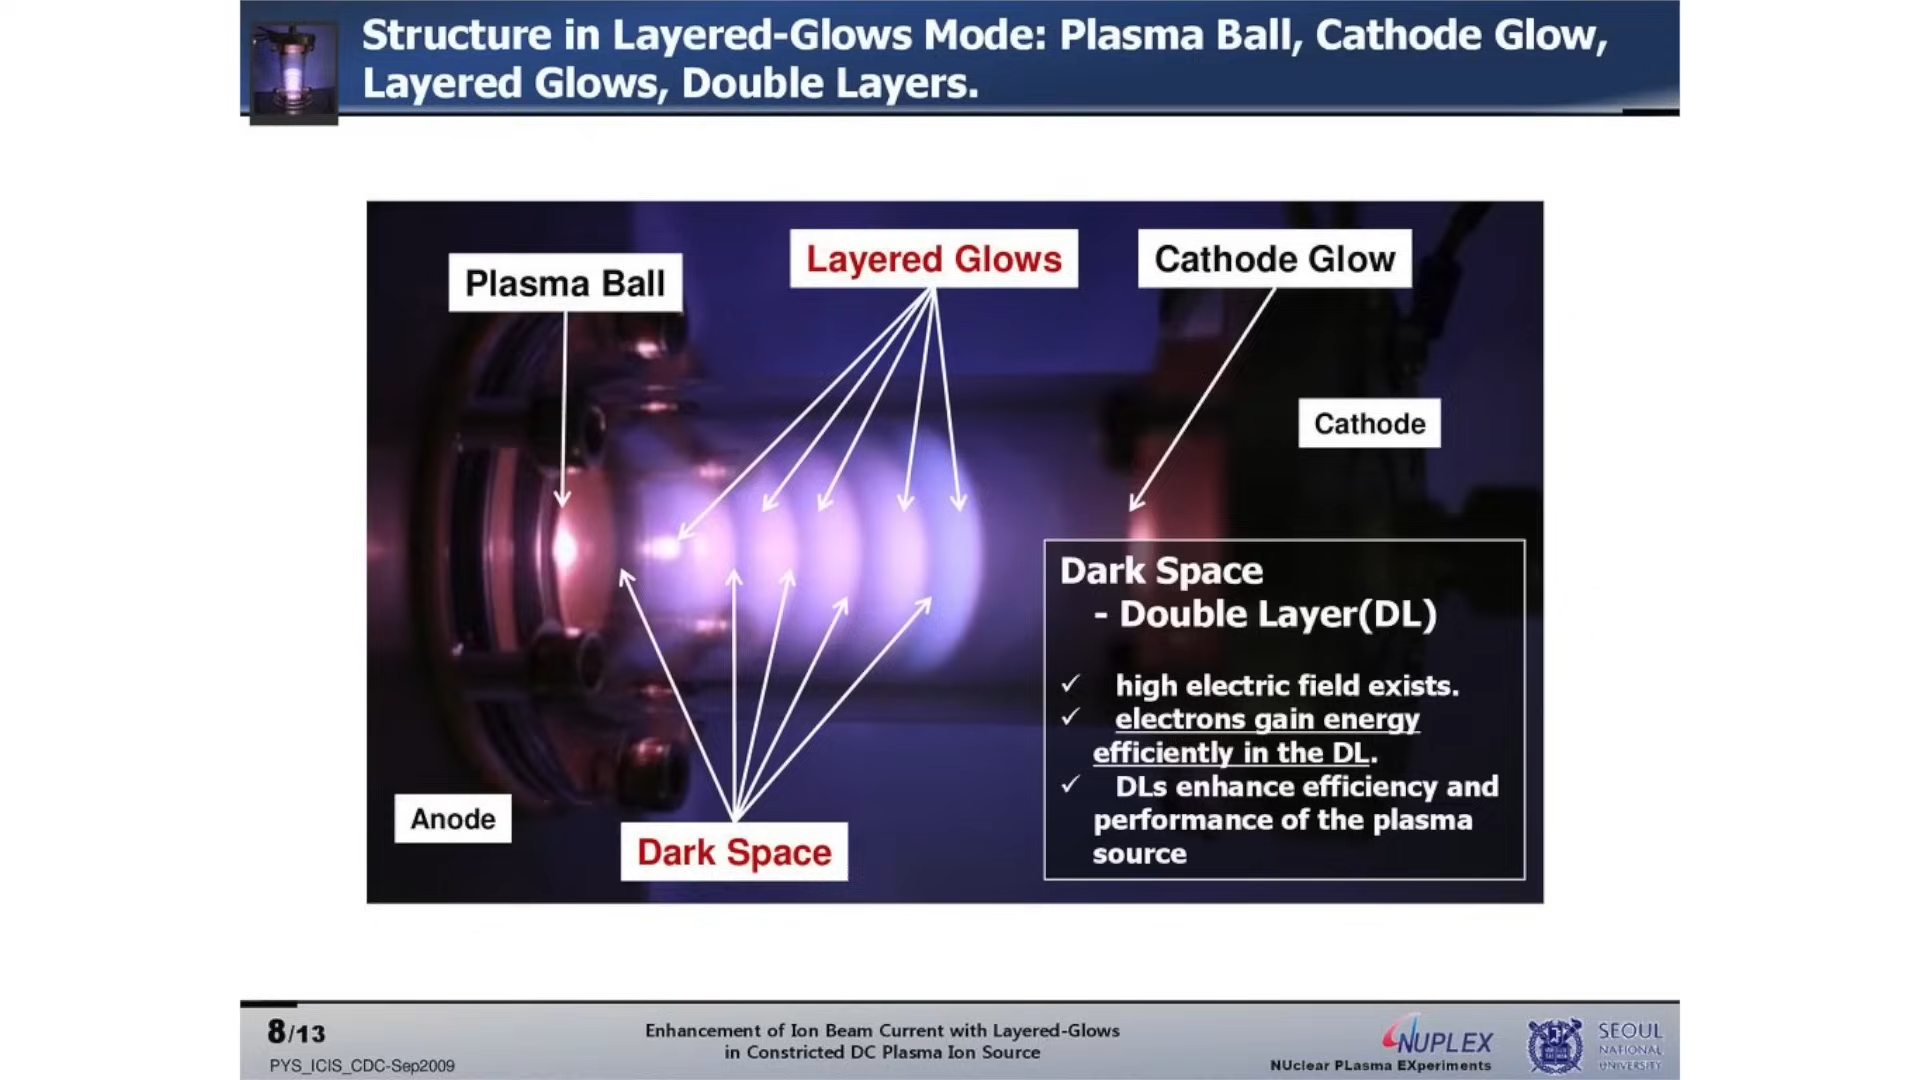 Structure in Layered-Glows Mode: Plasma Ball, Cathode Glow,
Layered Glows, Double Layers.
Plasma Ball
Layered Glows
Cathode Glow
Cathode
Anode
Dark Space
Dark Space
- Double Layer(DL)
✓ high electric field exists.
✓ electrons gain energy
efficiently in the DL.
✓ DLs enhance efficiency and
performance of the plasma
source
8/13
PYS_ICIS_CDC-Sep2009
Enhancement of Ion Beam Current with Layered-Glows
in Constricted DC Plasma Ion Source
NUPLEX
NUclear PLasma EXperiments
SEOUL
NATIONAL
UNIVERSITY